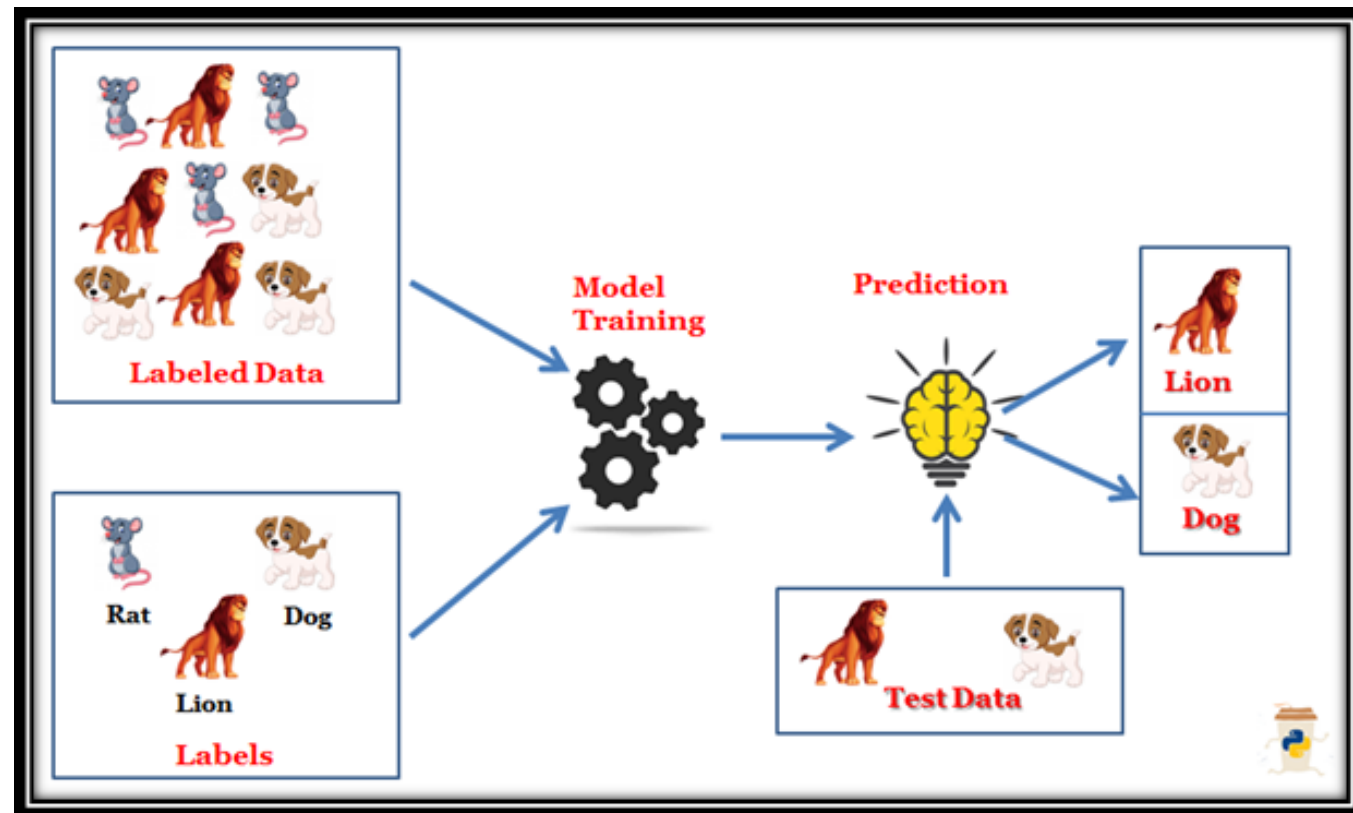 Labeled Data
Rat
Dog
Lion
Labels
Model
Training
Prediction
Test Data
Lion
Dog